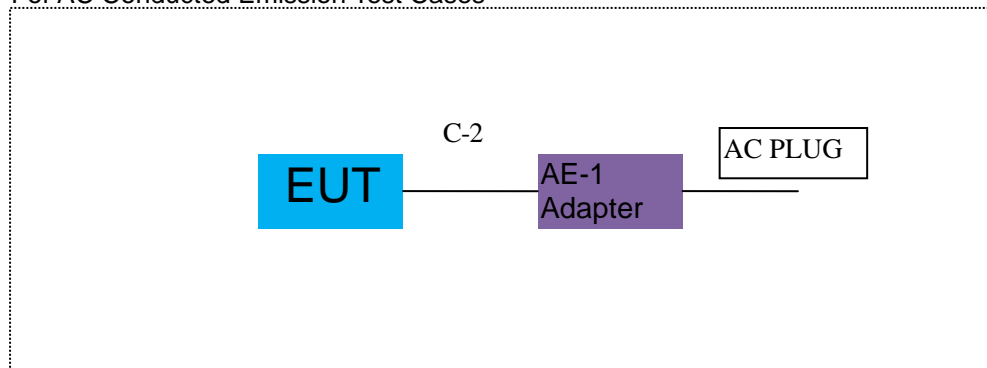 For AC Conducted Emission Test Cases
C-2
AC PLUG
EUT
AE-1
Adapter